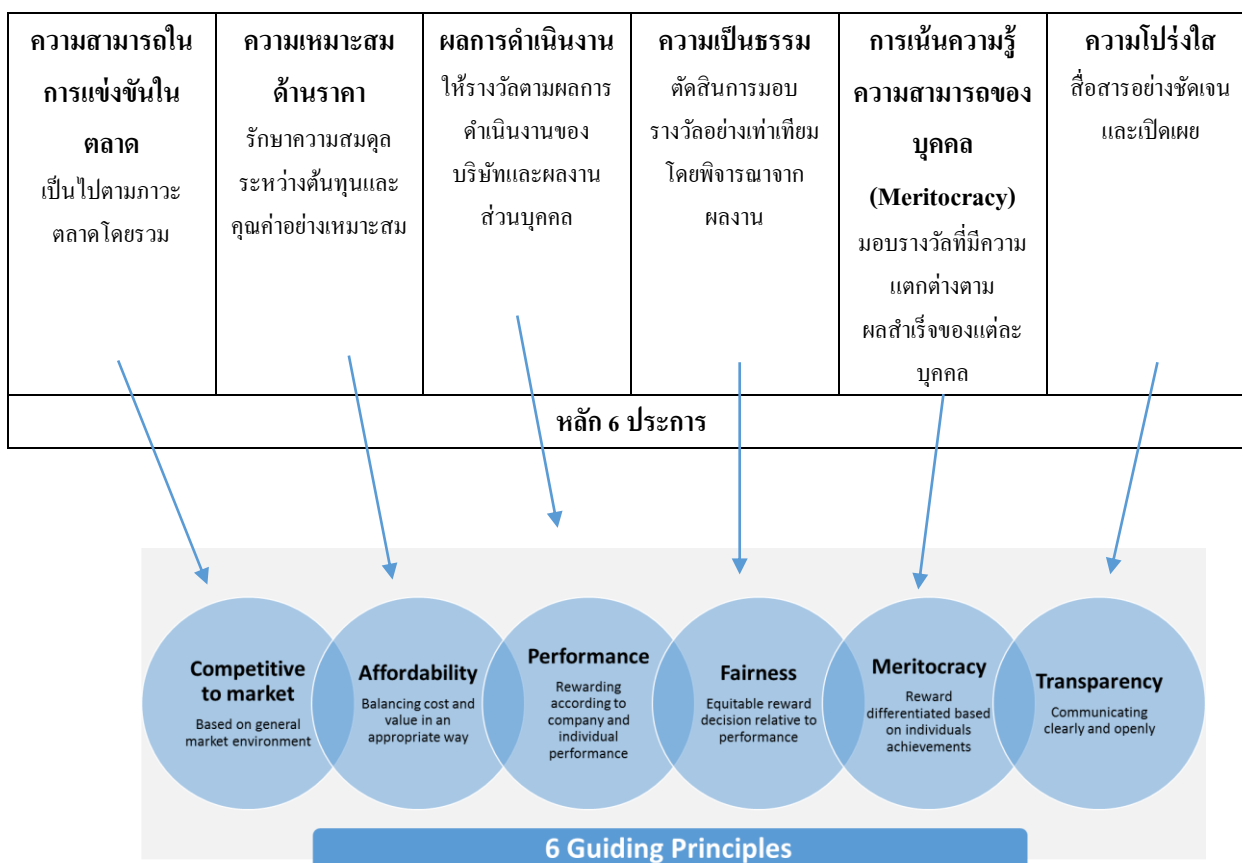 ความสามารถใน
การแข่งขันใน
ตลาด
เป็นไปตามภาวะ
ตลาดโดยรวม
ความเหมาะสม
ด้านราคา
รักษาความสมดุล
ระหว่างต้นทุนและ
คุณค่าอย่างเหมาะสม
ผลการดำเนินงาน
ให้รางวัลตามผลการ
ดำเนินงานของ
บริษัทและผลงาน
ส่วนบุคคล
ความเป็นธรรม
ตัดสินการมอบ
รางวัลอย่างเท่าเทียม
โดยพิจารณาจาก
ผลงาน
การเน้นความรู้
ความสามารถของ
บุคคล
(Meritocracy)
มอบรางวัลที่มีความ
แตกต่างตาม
ผลสำเร็จของแต่ละ
บุคคล
ความโปร่งใส
สื่อสารอย่างชัดเจน
และเปิดเผย
หลัก 6 ประการ
Competitive
to market
Based on general
market environment
Affordability
Balancing cost and
value in an
appropriate way
Performance
Rewarding
according to
company and
individual
performance
Fairness
Equitable reward
decision relative to
performance
Meritocracy
Reward
differentiated based
on individuals
achievements
Transparency
Communicating
clearly and openly
6 Guiding Principles